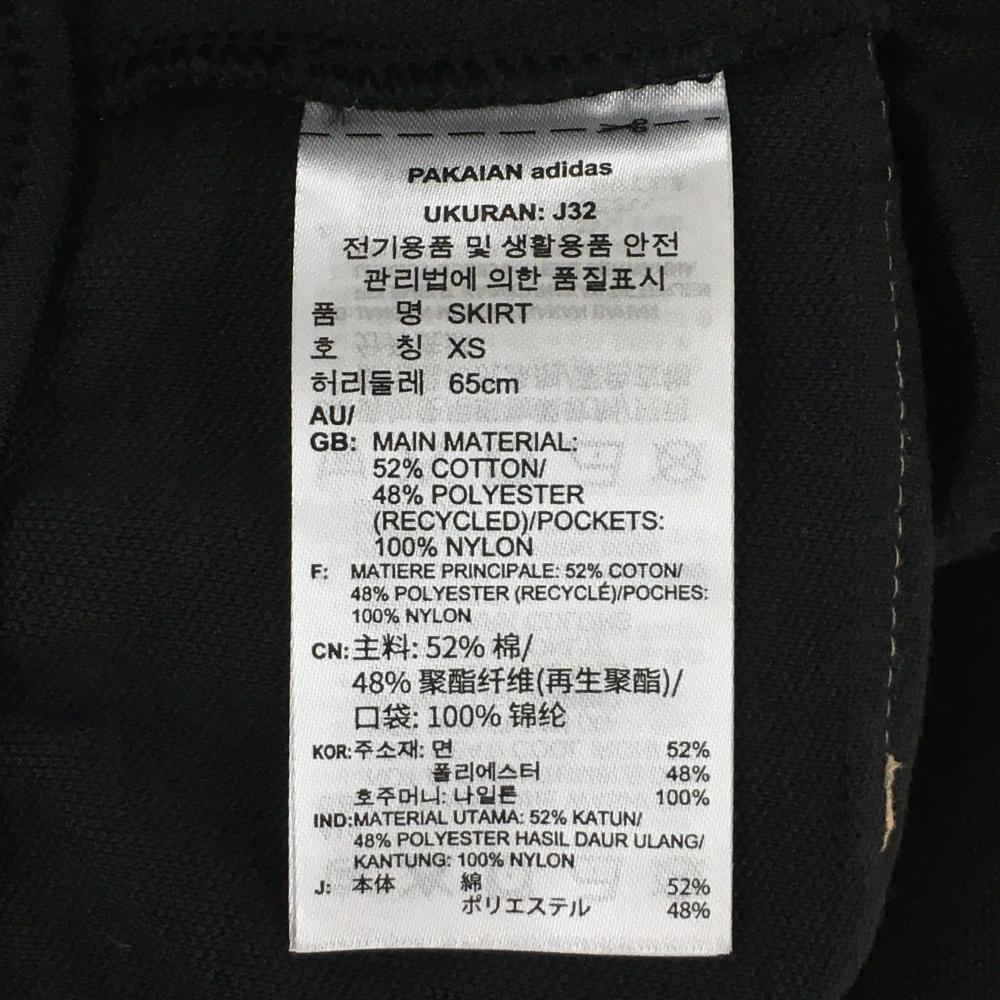 PAKAIAN adidas
UKURAN: J32
전기용품 및 생활용품 안전
관리법에 의한 품질표시
품 명 SKIRT
호 칭 XS
허리둘레 65cm
AU/
GB: MAIN MATERIAL:
52% COTTON/
48% POLYESTER
(RECYCLED)/POCKETS:
100% NYLON
F: MATIERE PRINCIPALE: 52% COTON/
48% POLYESTER (RECYCLÉ)/POCHES:
100% NYLON
CN: 主料: 52% 棉/
48% 聚酯纤维(再生聚酯)/
口袋: 100% 锦纶
KOR: 주소재: 면 52%
폴리에스터 48%
호주머니: 나일론 100%
IND: MATERIAL UTAMA: 52% KATUN/
48% POLYESTER HASIL DAUR ULANG/
KANTUNG: 100% NYLON
J: 本体 綿 52%
ポリエステル 48%